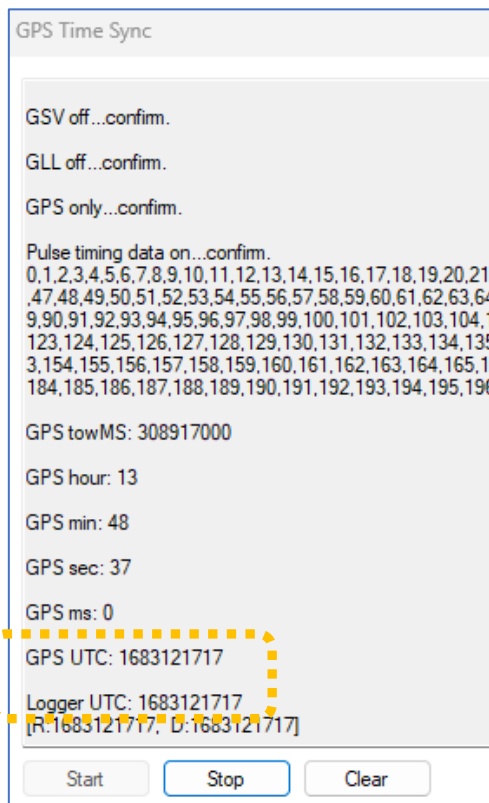 GPS Time Sync
GSV off...confirm.
GLL off...confirm.
GPS only...confirm.
Pulse timing data on...confirm.
0,1,2,3,4,5,6,7,8,9,10,11,12,13,14,15,16,17,18,19,20,21
,47,48,49,50,51,52,53,54,55,56,57,58,59,60,61,62,63,64
9,90,91,92,93,94,95,96,97,98,99,100,101,102,103,104,
123,124,125,126,127,128,129,130,131,132,133,134,135
3,154,155,156,157,158,159,160,161,162,163,164,165,1
184,185,186,187,188,189,190,191,192,193,194,195,196
GPS towMS: 308917000
GPS hour: 13
GPS min: 48
GPS sec: 37
GPS ms: 0
GPS UTC: 1683121717
Logger UTC: 1683121717
[R:1683121717, D:1683121717]
Start
Stop
Clear